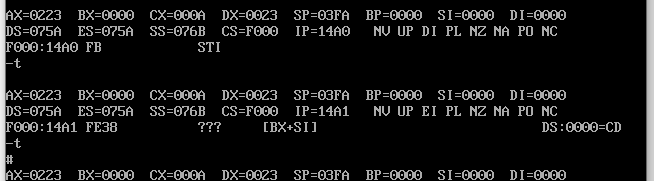 AX=0223  BX=0000  CX=000A  DX=0023  SP=03FA  BP=0000  SI=0000  DI=0000
DS=075A  ES=075A  SS=076B  CS=F000  IP=14A0   NV UP DI PL NZ NA PO NC
F000:14A0 FB            STI
-t
AX=0223  BX=0000  CX=000A  DX=0023  SP=03FA  BP=0000  SI=0000  DI=0000
DS=075A  ES=075A  SS=076B  CS=F000  IP=14A1   NV UP EI PL NZ NA PO NC
F000:14A1 FE38          ???     [BX+SI]                            DS:0000=CD
-t
#
AX=0223  BX=0000  CX=000A  DX=0023  SP=03FA  BP=0000  SI=0000  DI=0000